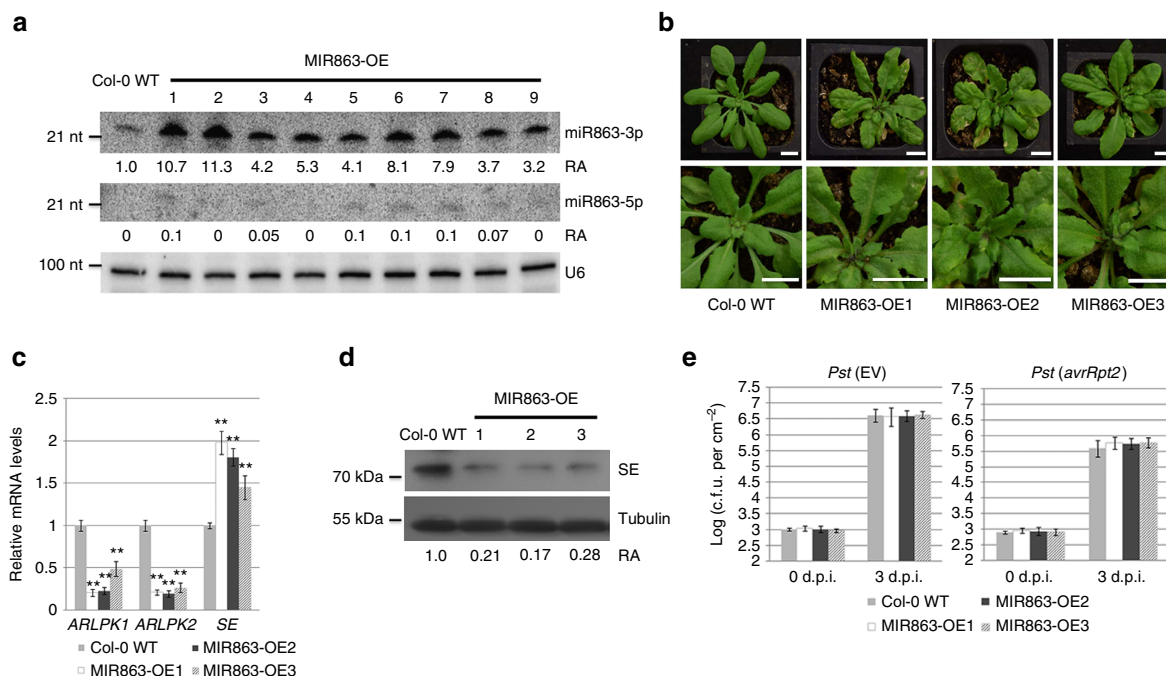 a
MIR863-OE
Col-0 WT 1 2 3 4 5 6 7 8 9
21 nt miR863-3p
1.0 10.7 11.3 4.2 5.3 4.1 8.1 7.9 3.7 3.2 RA
21 nt miR863-5p
0 0.1 0 0.05 0 0.1 0.1 0.1 0.07 0 RA
100 nt U6
b
Col-0 WT MIR863-OE1 MIR863-OE2 MIR863-OE3
c
Relative mRNA levels
2.5
2
1.5
1
0.5
0
** ** **
** ** **
** ** **
ARLPK1 ARLPK2 SE
Col-0 WT MIR863-OE2
MIR863-OE1 MIR863-OE3
d
MIR863-OE
Col-0 WT 1 2 3
70 kDa SE
55 kDa Tubulin
RA 1.0 0.21 0.17 0.28
e
Pst (EV) Pst (avrRpt2)
Log (c.f.u. per cm−2)
7.5 7.5
7 7
6.5 6.5
6 6
5.5 5.5
5 5
4.5 4.5
4 4
3.5 3.5
3 3
2.5 2.5
2 2
0 d.p.i. 3 d.p.i. 0 d.p.i. 3 d.p.i.
Col-0 WT MIR863-OE2
MIR863-OE1 MIR863-OE3